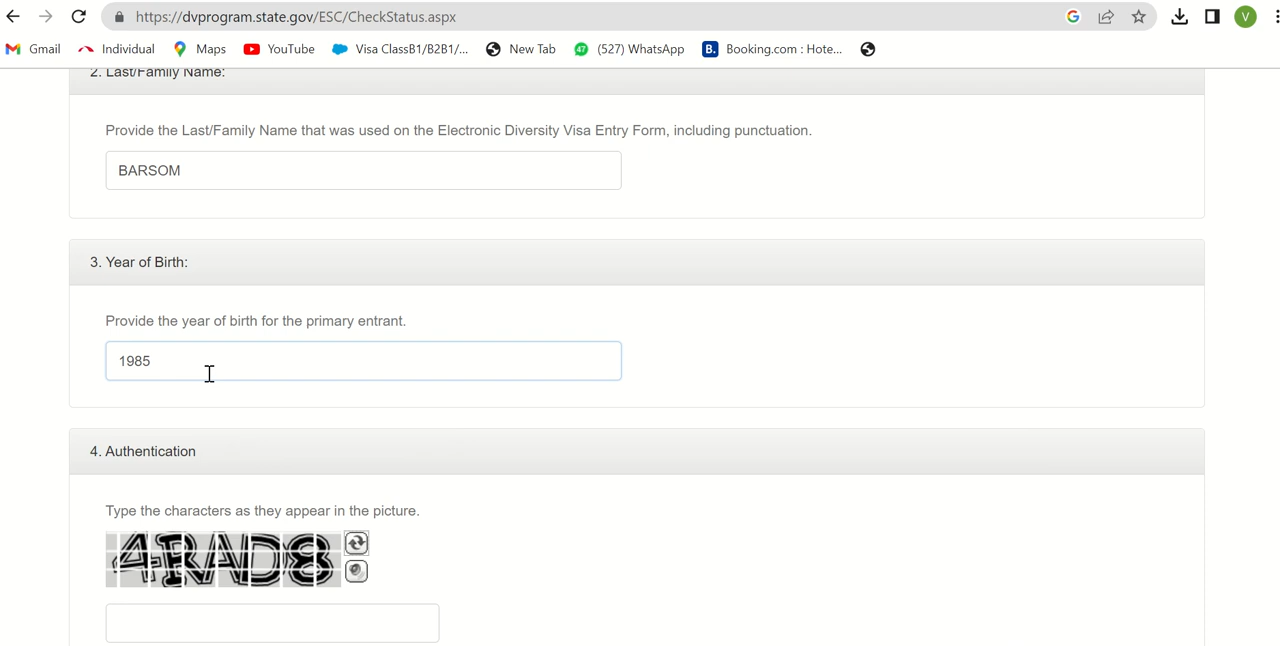 https://dvprogram.state.gov/ESC/CheckStatus.aspx
V
Gmail Individual Maps YouTube Visa ClassB1/B2B1/... New Tab 47 (527) WhatsApp B. Booking.com : Hote...
2. Last/Family Name:
Provide the Last/Family Name that was used on the Electronic Diversity Visa Entry Form, including punctuation.
BARSOM
3. Year of Birth:
Provide the year of birth for the primary entrant.
1985
4. Authentication
Type the characters as they appear in the picture.
4RAD8